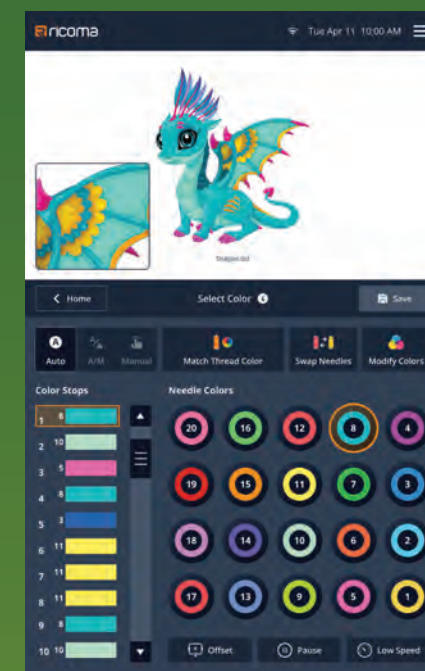 ricoma Tue Apr 11 10:00 AM
Dragon.dst
Home Select Color Save
A
Auto A/M Manual Match Thread Color Swap Needles Modify Colors
Color Stops Needle Colors
1 8
2 10
3 5
4 8
5 3
6 11
7 11
8 11
9 8
10 10
20 16 12 8 4
19 15 11 7 3
18 14 10 6 2
17 13 9 5 1
Offset Pause Low Speed